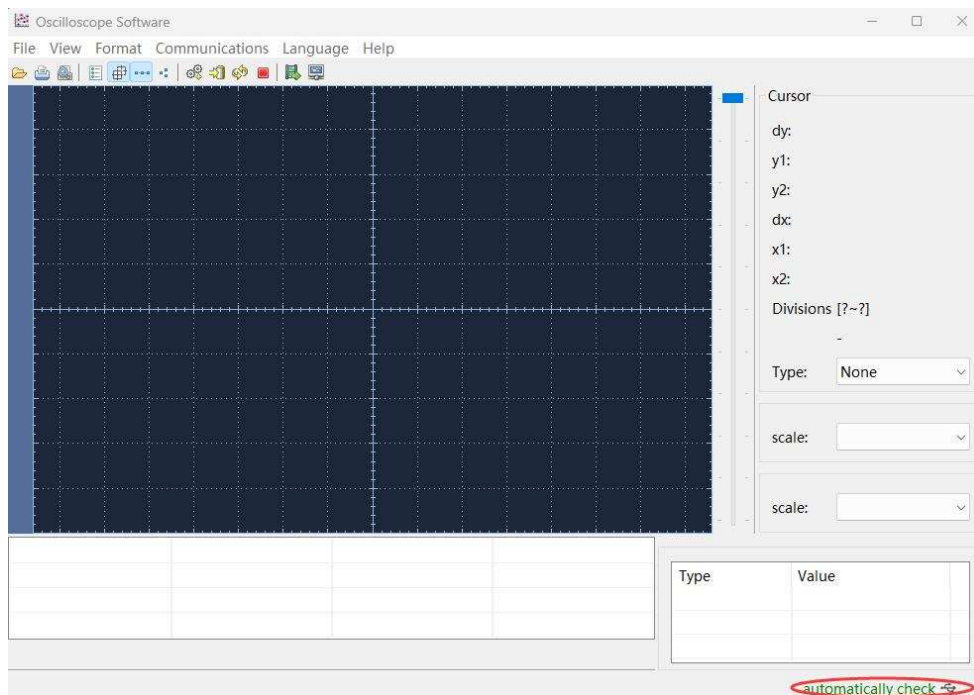 Oscilloscope Software
File View Format Communications Language Help
Cursor
dy:
y1:
y2:
dx:
x1:
x2:
Divisions [?~?]
-
Type: None
scale:
scale:
Type Value
automatically check